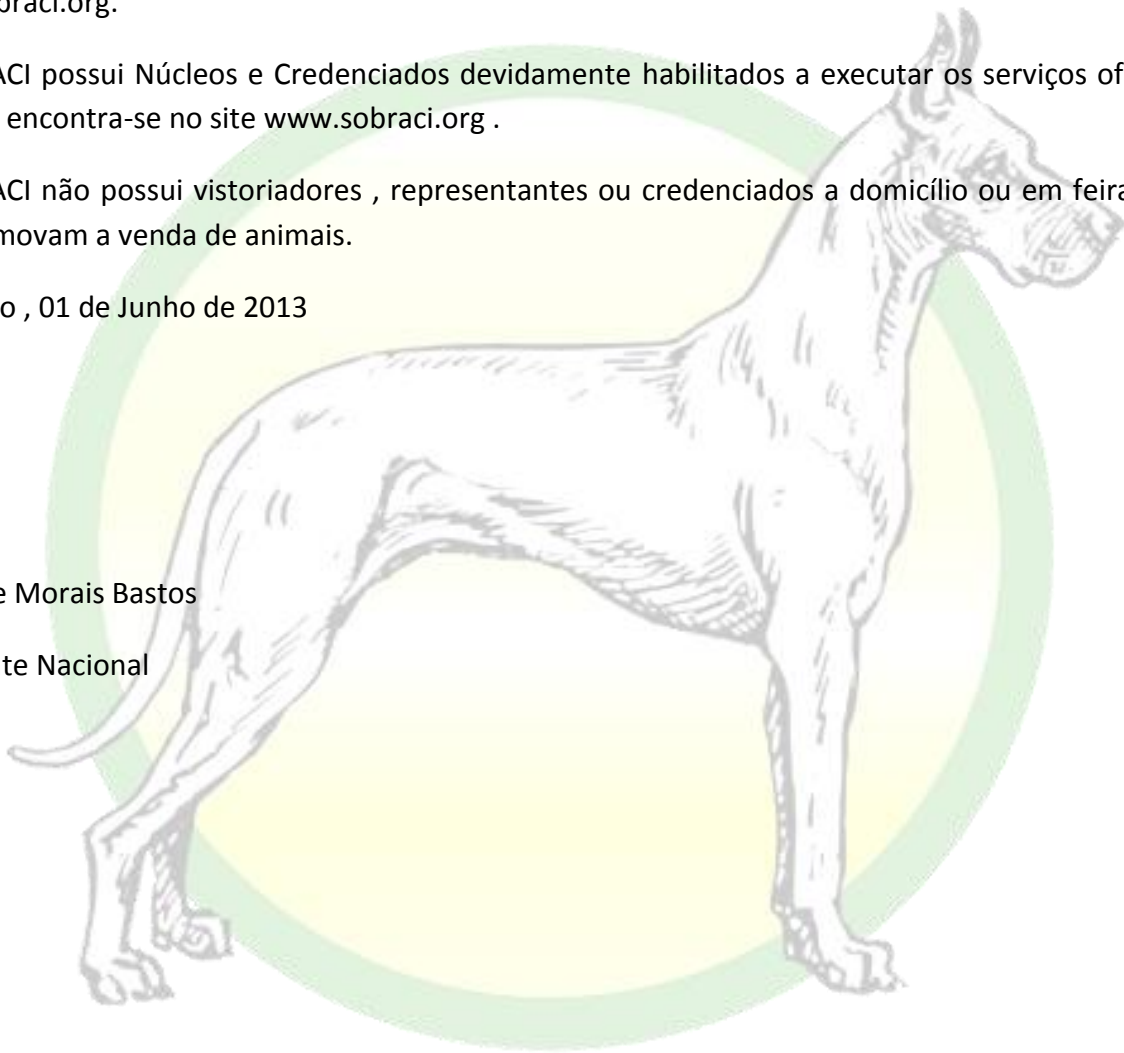 braci.org.
ACI possui Núcleos e Credenciados devidamente habilitados a executar os serviços of
encontra-se no site www.sobraci.org .
ACI não possui vistoriadores , representantes ou credenciados a domicílio ou em feira
movam a venda de animais.
o , 01 de Junho de 2013
e Morais Bastos
te Nacional